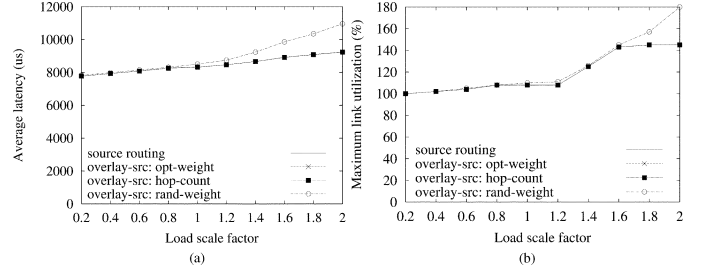 12000
10000
8000
6000
4000
2000
0
Average latency (us)
source routing
overlay-src: opt-weight
overlay-src: hop-count
overlay-src: rand-weight
0.2 0.4 0.6 0.8 1 1.2 1.4 1.6 1.8 2
Load scale factor
(a)
180
160
140
120
100
80
60
40
20
0
Maximum link utilization (%)
source routing
overlay-src: opt-weight
overlay-src: hop-count
overlay-src: rand-weight
0.2 0.4 0.6 0.8 1 1.2 1.4 1.6 1.8 2
Load scale factor
(b)